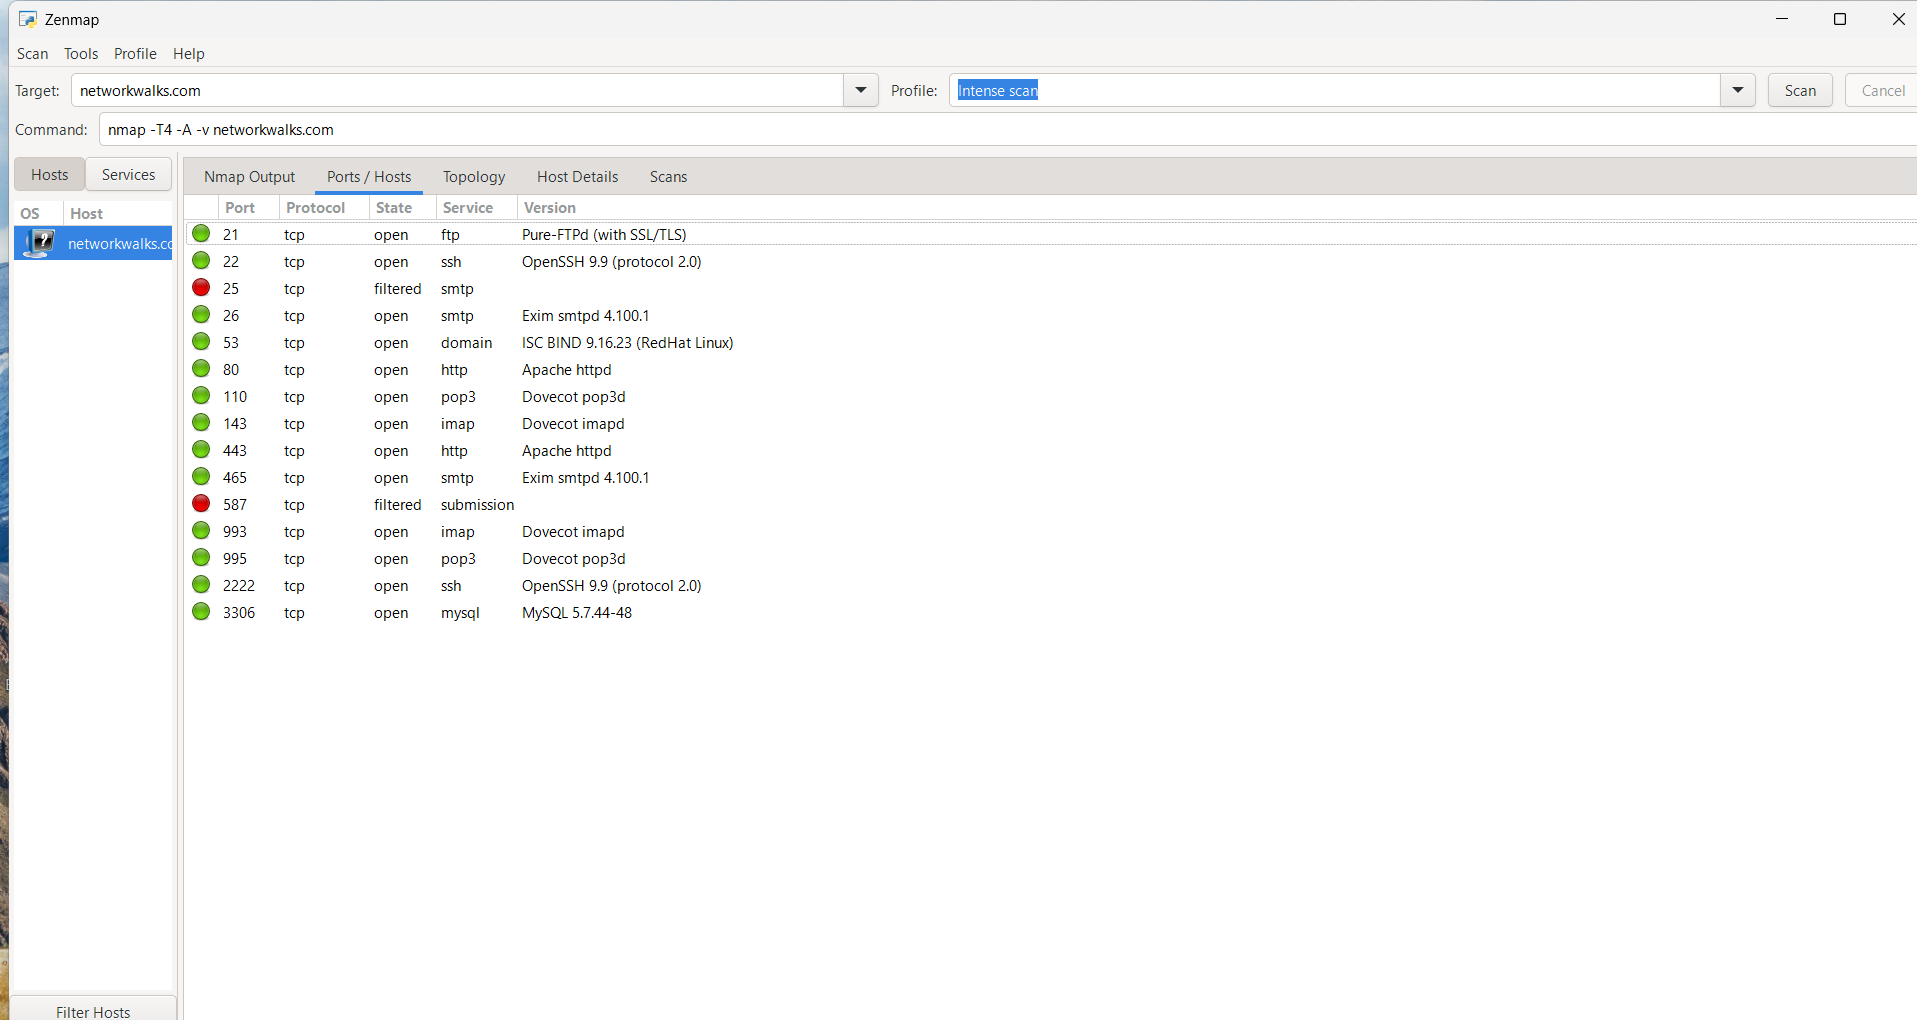 Zenmap
Scan Tools Profile Help
Target: networkwalks.com Profile: Intense scan Scan Cancel
Command: nmap -T4 -A -v networkwalks.com
Hosts Services
Nmap Output Ports / Hosts Topology Host Details Scans
OS Host
networkwalks.co
Port Protocol State Service Version
21 tcp open ftp Pure-FTPd (with SSL/TLS)
22 tcp open ssh OpenSSH 9.9 (protocol 2.0)
25 tcp filtered smtp
26 tcp open smtp Exim smtpd 4.100.1
53 tcp open domain ISC BIND 9.16.23 (RedHat Linux)
80 tcp open http Apache httpd
110 tcp open pop3 Dovecot pop3d
143 tcp open imap Dovecot imapd
443 tcp open http Apache httpd
465 tcp open smtp Exim smtpd 4.100.1
587 tcp filtered submission
993 tcp open imap Dovecot imapd
995 tcp open pop3 Dovecot pop3d
2222 tcp open ssh OpenSSH 9.9 (protocol 2.0)
3306 tcp open mysql MySQL 5.7.44-48
Filter Hosts